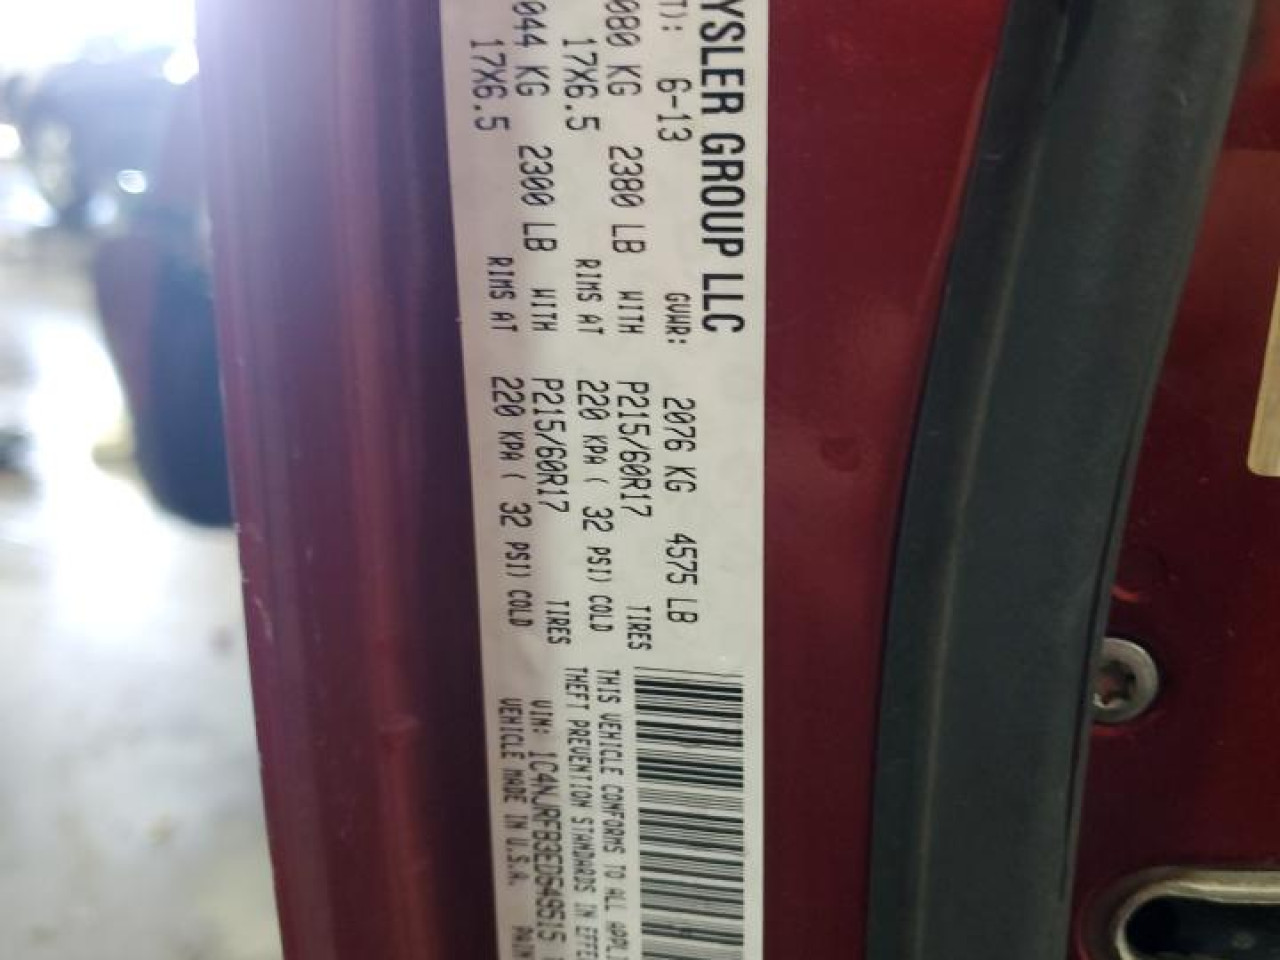 YSLER GROUP LLC
T): 6-13 GVWR: 2076 KG 4575 LB
080 KG 2380 LB WITH P215/60R17 TIRES
17X6.5 RIMS AT 220 KPA ( 32 PSI) COLD
044 KG 2300 LB WITH P215/60R17 TIRES
17X6.5 RIMS AT 220 KPA ( 32 PSI) COLD
THIS VEHICLE CONFORMS TO ALL APPLI
THEFT PREVENTION STANDARDS IN EFFE
VIN: 1C4NJRFB3ED549515
VEHICLE MADE IN U.S.A. PAIN